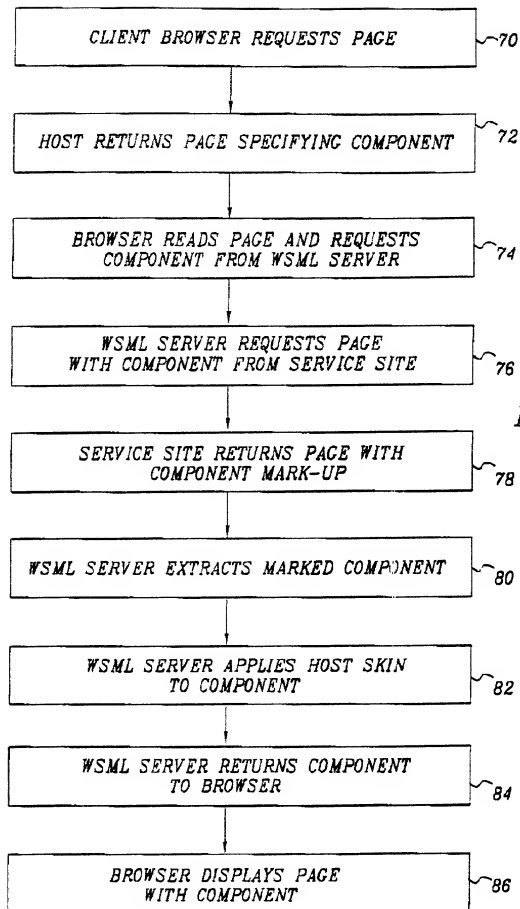 CLIENT BROWSER REQUESTS PAGE
70
HOST RETURNS PAGE SPECIFYING COMPONENT
72
BROWSER READS PAGE AND REQUESTS
COMPONENT FROM WSML SERVER
74
WSML SERVER REQUESTS PAGE
WITH COMPONENT FROM SERVICE SITE
76
SERVICE SITE RETURNS PAGE WITH
COMPONENT MARK-UP
78
WSML SERVER EXTRACTS MARKED COMPONENT
80
WSML SERVER APPLIES HOST SKIN
TO COMPONENT
82
WSML SERVER RETURNS COMPONENT
TO BROWSER
84
BROWSER DISPLAYS PAGE
WITH COMPONENT
86